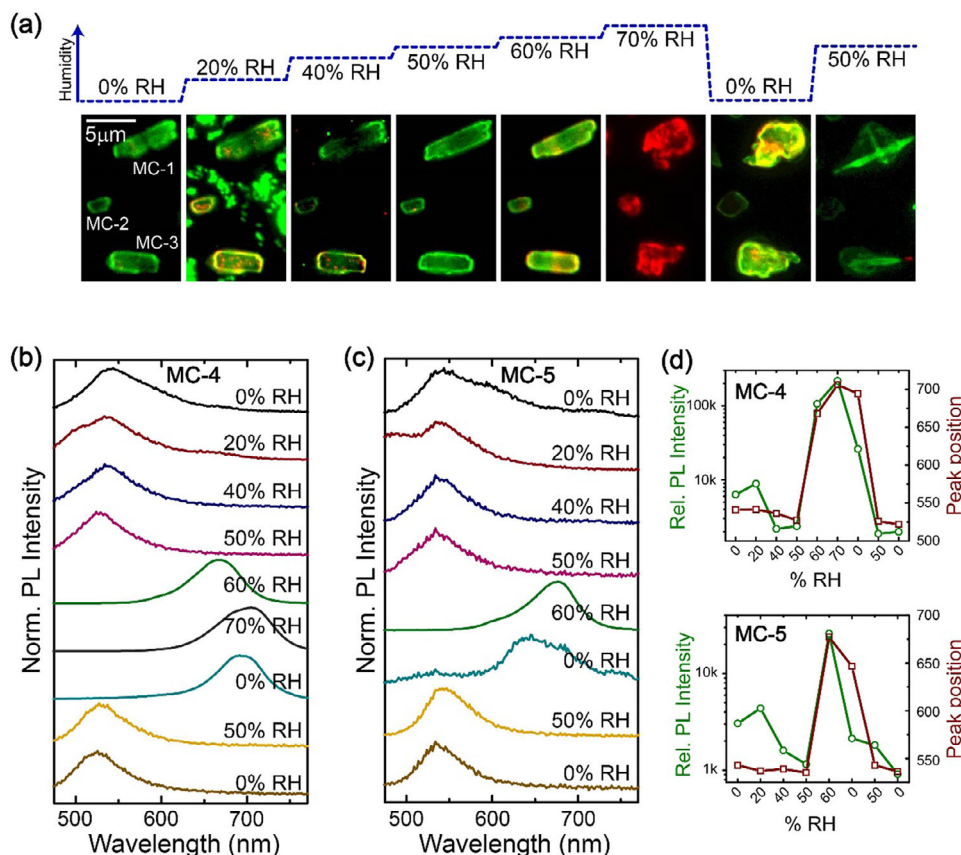 (a)
Humidity
0% RH
20% RH
40% RH
50% RH
60% RH
70% RH
0% RH
50% RH
5μm
MC-1
MC-2
MC-3
(b)
MC-4
0% RH
20% RH
40% RH
50% RH
60% RH
70% RH
0% RH
50% RH
0% RH
Norm. PL Intensity
500 600 700
Wavelength (nm)
(c)
MC-5
0% RH
20% RH
40% RH
50% RH
60% RH
0% RH
50% RH
0% RH
Norm. PL Intensity
500 600 700
Wavelength (nm)
(d)
MC-4
Rel. PL Intensity
100k
10k
Peak position
700
650
600
550
500
0 20 40 50 60 70 0 50 0
% RH
MC-5
Rel. PL Intensity
10k
1k
Peak position
700
650
600
550
0 20 40 50 60 0 50 0
% RH